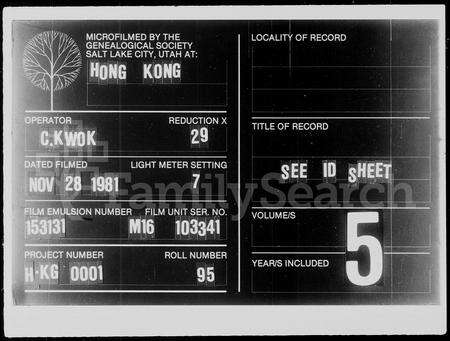 MICROFILMED BY THE
GENEALOGICAL SOCIETY
SALT LAKE CITY, UTAH AT:
HONG KONG
OPERATOR REDUCTION X
C.KWOK 29
DATED FILMED LIGHT METER SETTING
NOV 28 1981 7
FILM EMULSION NUMBER FILM UNIT SER. NO.
153131 M16 103341
PROJECT NUMBER ROLL NUMBER
H-KG 0001 95
LOCALITY OF RECORD
TITLE OF RECORD
SEE ID SHEET
VOLUME/S
5
YEAR/S INCLUDED
FamilySearch